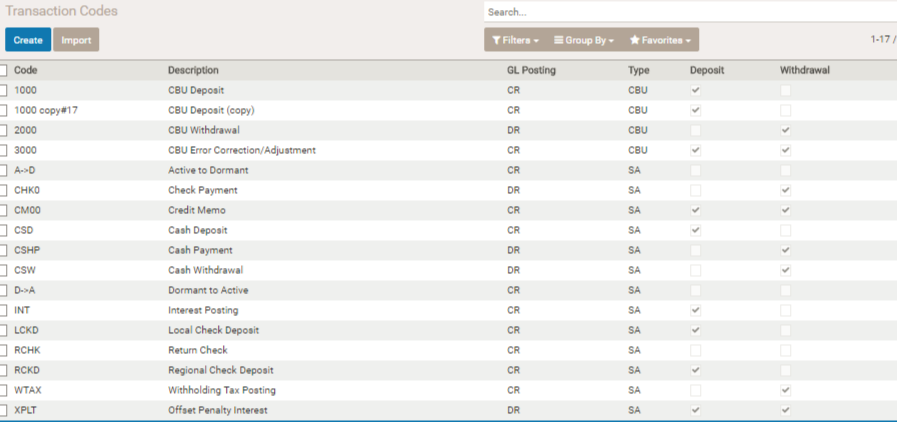 Transaction Codes
Search...
Create Import Filters Group By Favorites 1-17 /
Code Description GL Posting Type Deposit Withdrawal
1000 CBU Deposit CR CBU
1000 copy#17 CBU Deposit (copy) CR CBU
2000 CBU Withdrawal DR CBU
3000 CBU Error Correction/Adjustment CR CBU
A->D Active to Dormant CR SA
CHK0 Check Payment DR SA
CM00 Credit Memo CR SA
CSD Cash Deposit CR SA
CSHP Cash Payment DR SA
CSW Cash Withdrawal DR SA
D->A Dormant to Active CR SA
INT Interest Posting CR SA
LCKD Local Check Deposit CR SA
RCHK Return Check CR SA
RCKD Regional Check Deposit CR SA
WTAX Withholding Tax Posting CR SA
XPLT Offset Penalty Interest DR SA